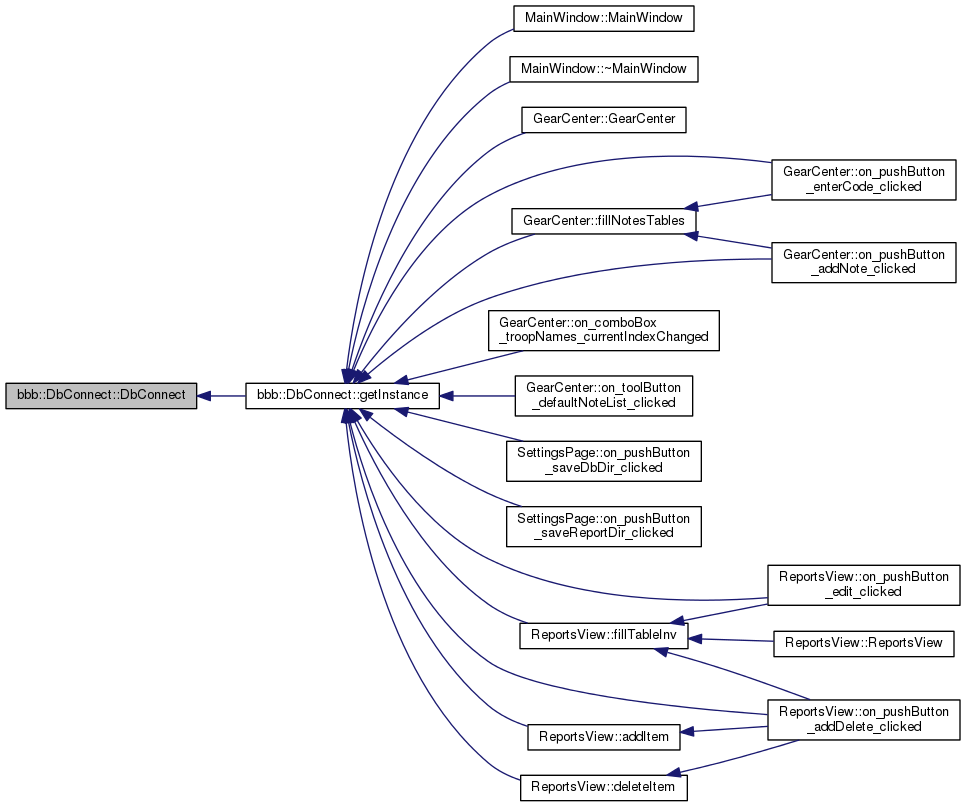 MainWindow::MainWindow
MainWindow::~MainWindow
GearCenter::GearCenter
GearCenter::on_pushButton
_enterCode_clicked
GearCenter::fillNotesTables
GearCenter::on_pushButton
_addNote_clicked
GearCenter::on_comboBox
_troopNames_currentIndexChanged
bbb::DbConnect::DbConnect
bbb::DbConnect::getInstance
GearCenter::on_toolButton
_defaultNoteList_clicked
SettingsPage::on_pushButton
_saveDbDir_clicked
SettingsPage::on_pushButton
_saveReportDir_clicked
ReportsView::on_pushButton
_edit_clicked
ReportsView::fillTableInv
ReportsView::ReportsView
ReportsView::on_pushButton
_addDelete_clicked
ReportsView::addItem
ReportsView::deleteItem